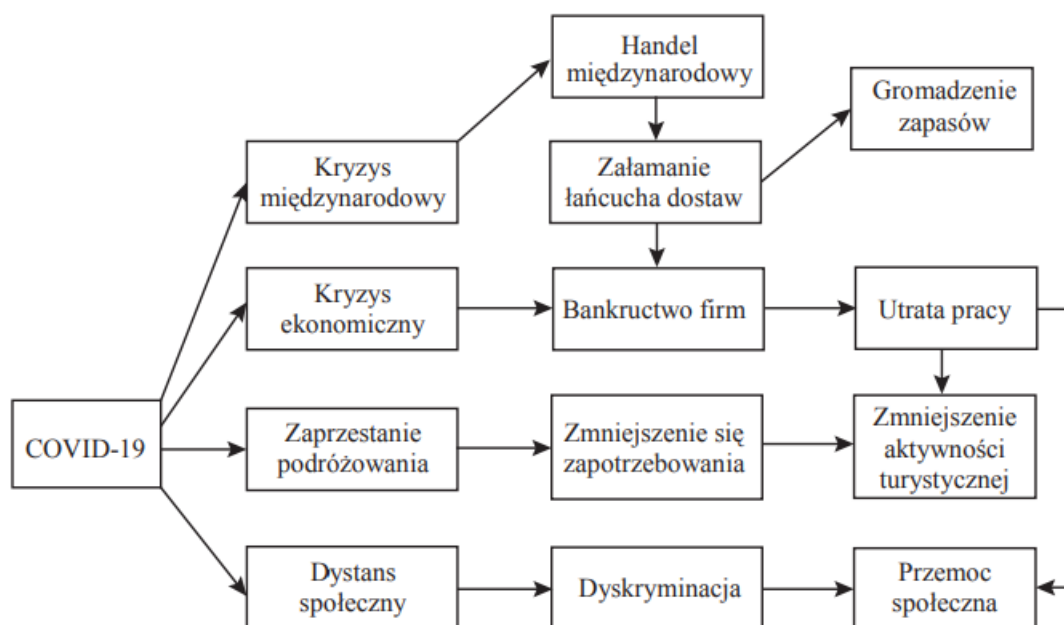 Handel
międzynarodowy
Gromadzenie
zapasów
Kryzys
międzynarodowy
Załamanie
łańcucha dostaw
Kryzys
ekonomiczny
Bankructwo firm
Utrata pracy
COVID-19
Zaprzestanie
podróżowania
Zmniejszenie się
zapotrzebowania
Zmniejszenie
aktywności
turystycznej
Dystans
społeczny
Dyskryminacja
Przemoc
społeczna